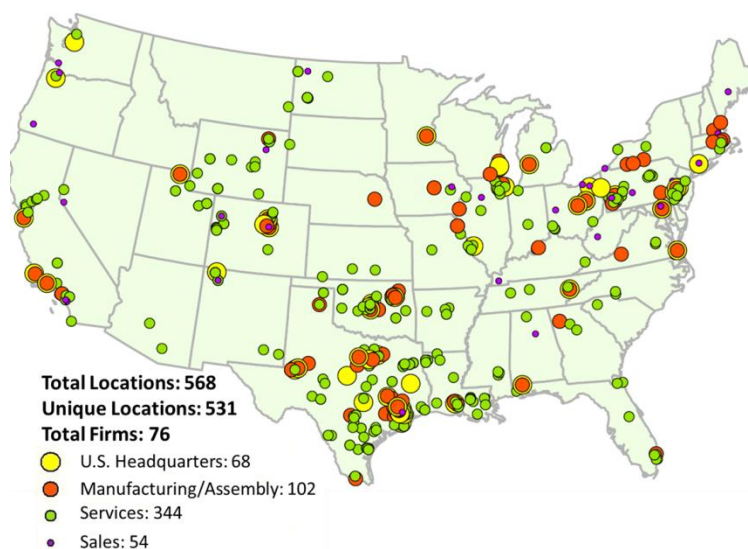 Total Locations: 568
Unique Locations: 531
Total Firms: 76
U.S. Headquarters: 68
Manufacturing/Assembly: 102
Services: 344
Sales: 54